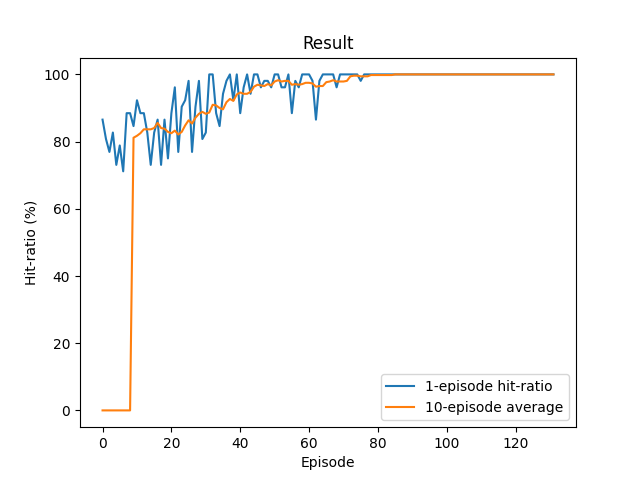 Result
Hit-ratio (%)
100
80
60
40
20
0
1-episode hit-ratio
10-episode average
0 20 40 60 80 100 120
Episode